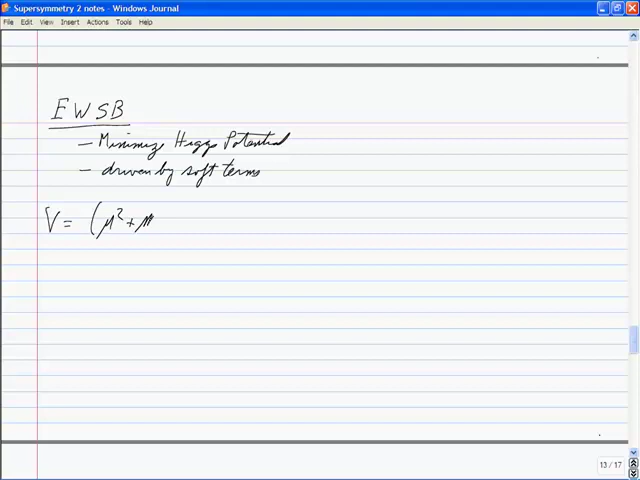 Supersymmetry 2 notes - Windows Journal
File Edit View Insert Actions Tools Help
EWSB
- Minimize Higgs Potential
- driven by soft terms
V = (μ² + m
13 / 17